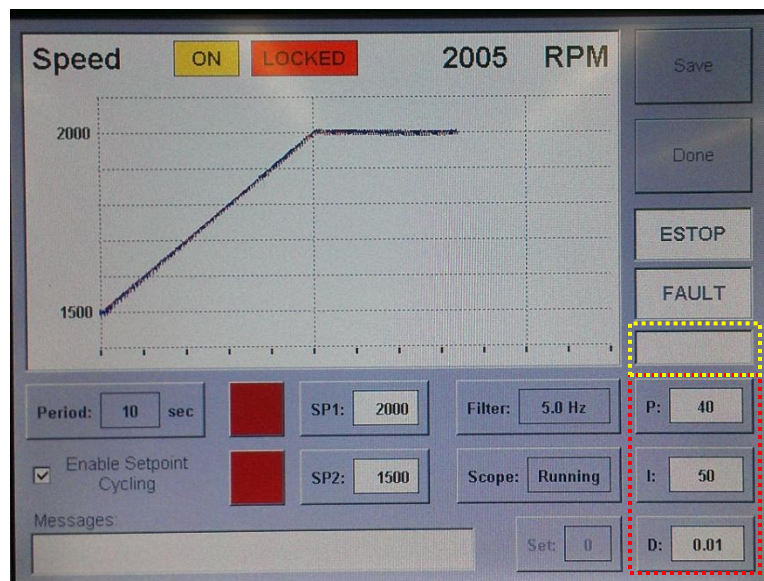 Speed ON LOCKED 2005 RPM
Save
2000
Done
ESTOP
FAULT
1500
Period: 10 sec
SP1: 2000
Filter: 5.0 Hz
P: 40
Enable Setpoint
Cycling
SP2: 1500
Scope: Running
I: 50
Messages:
Set: 0
D: 0.01